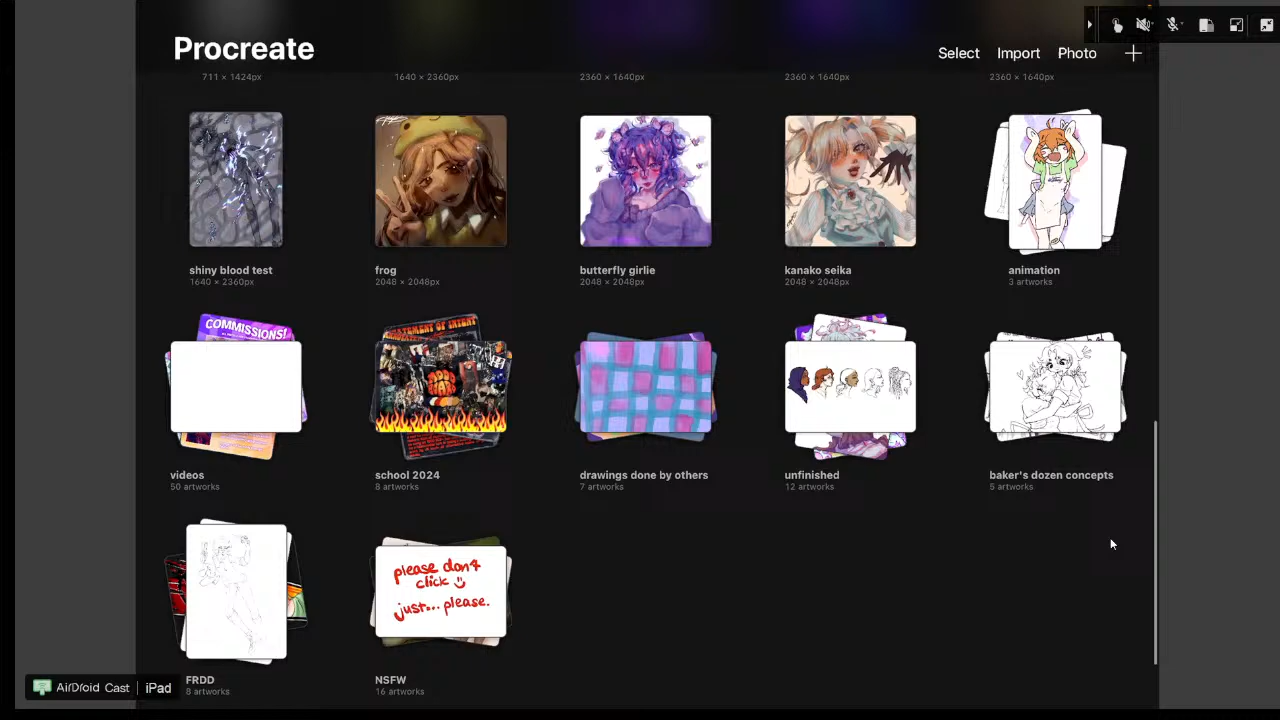 Procreate
Select Import Photo
711 × 1424px
1640 × 2360px
2360 × 1640px
2360 × 1640px
2360 × 1640px
shiny blood test
1640 × 2360px
frog
2048 × 2048px
butterfly girlie
2048 × 2048px
kanako seika
2048 × 2048px
animation
3 artworks
COMMISSIONS!
STATEMENT OF INTENT
videos
50 artworks
school 2024
8 artworks
drawings done by others
7 artworks
unfinished
12 artworks
baker's dozen concepts
5 artworks
please don't
click
just... please.
FRDD
8 artworks
NSFW
16 artworks
AirDroid Cast | iPad